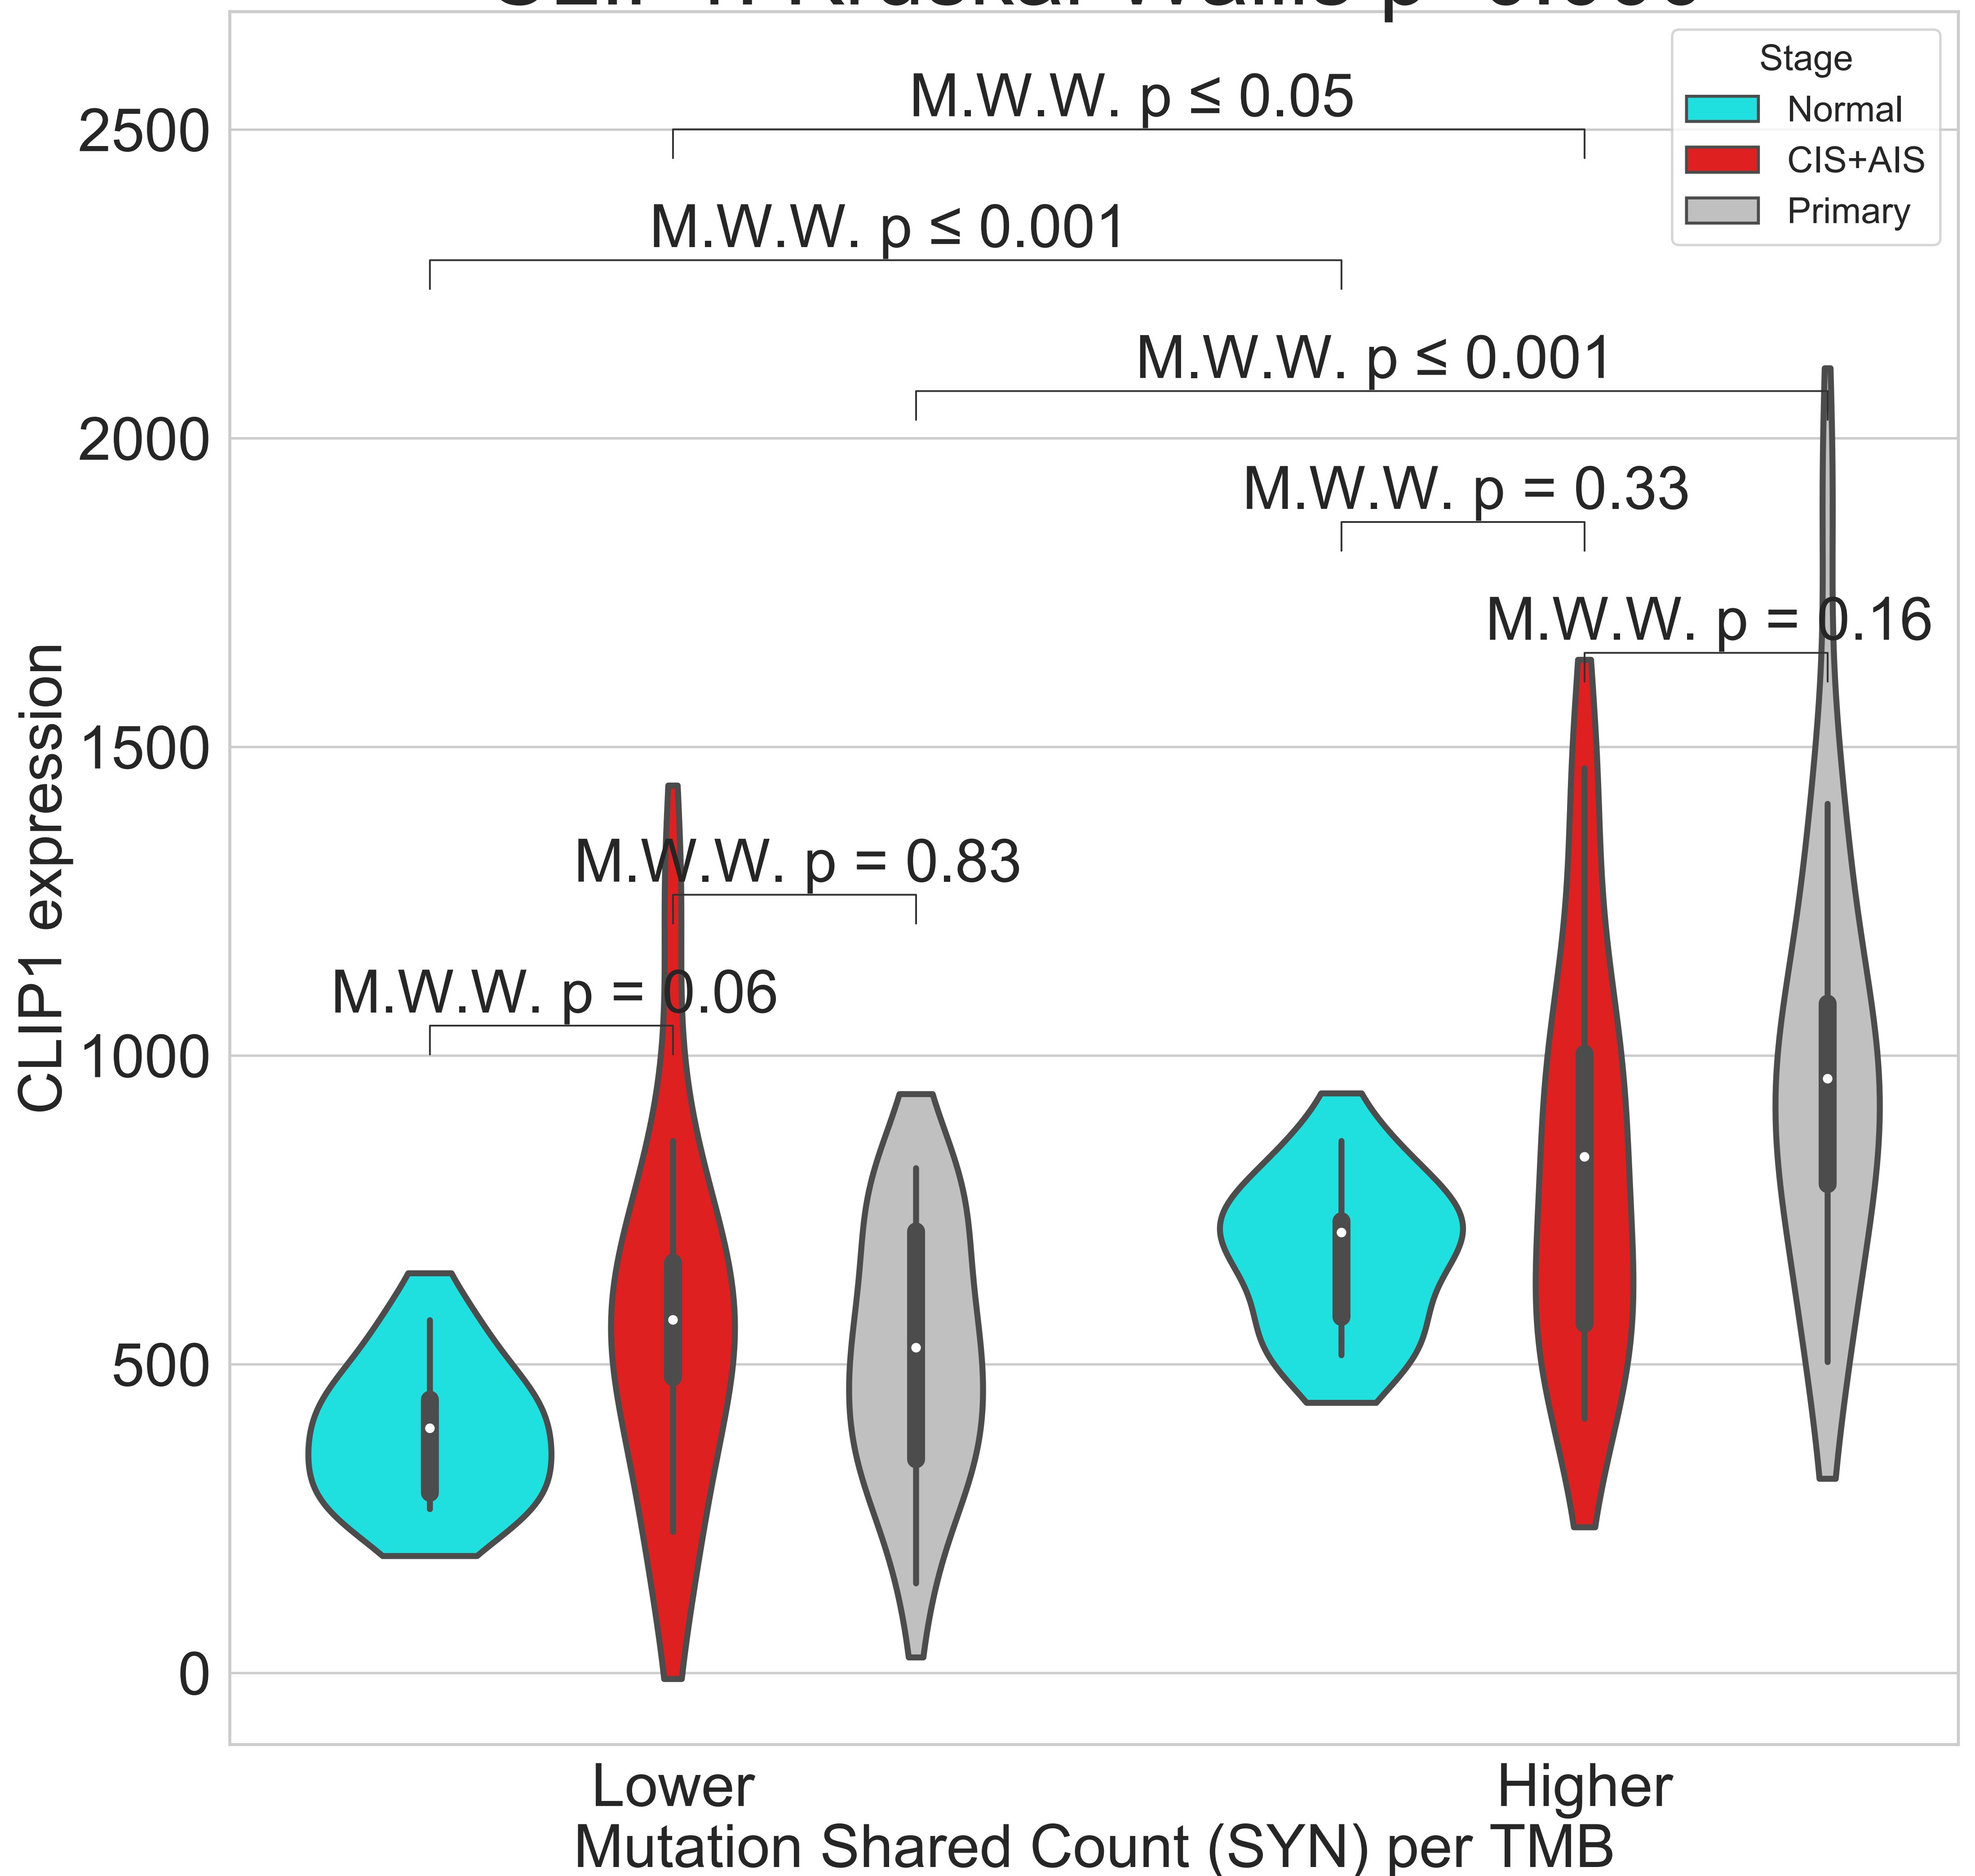 Stage
Normal
CIS+AIS
Primary
M.W.W. p ≤ 0.05
M.W.W. p ≤ 0.001
M.W.W. p ≤ 0.001
M.W.W. p = 0.33
M.W.W. p = 0.16
M.W.W. p = 0.83
M.W.W. p = 0.06
2500
2000
1500
1000
500
0
CLIP1 expression
Lower
Higher
Mutation Shared Count (SYN) per TMB